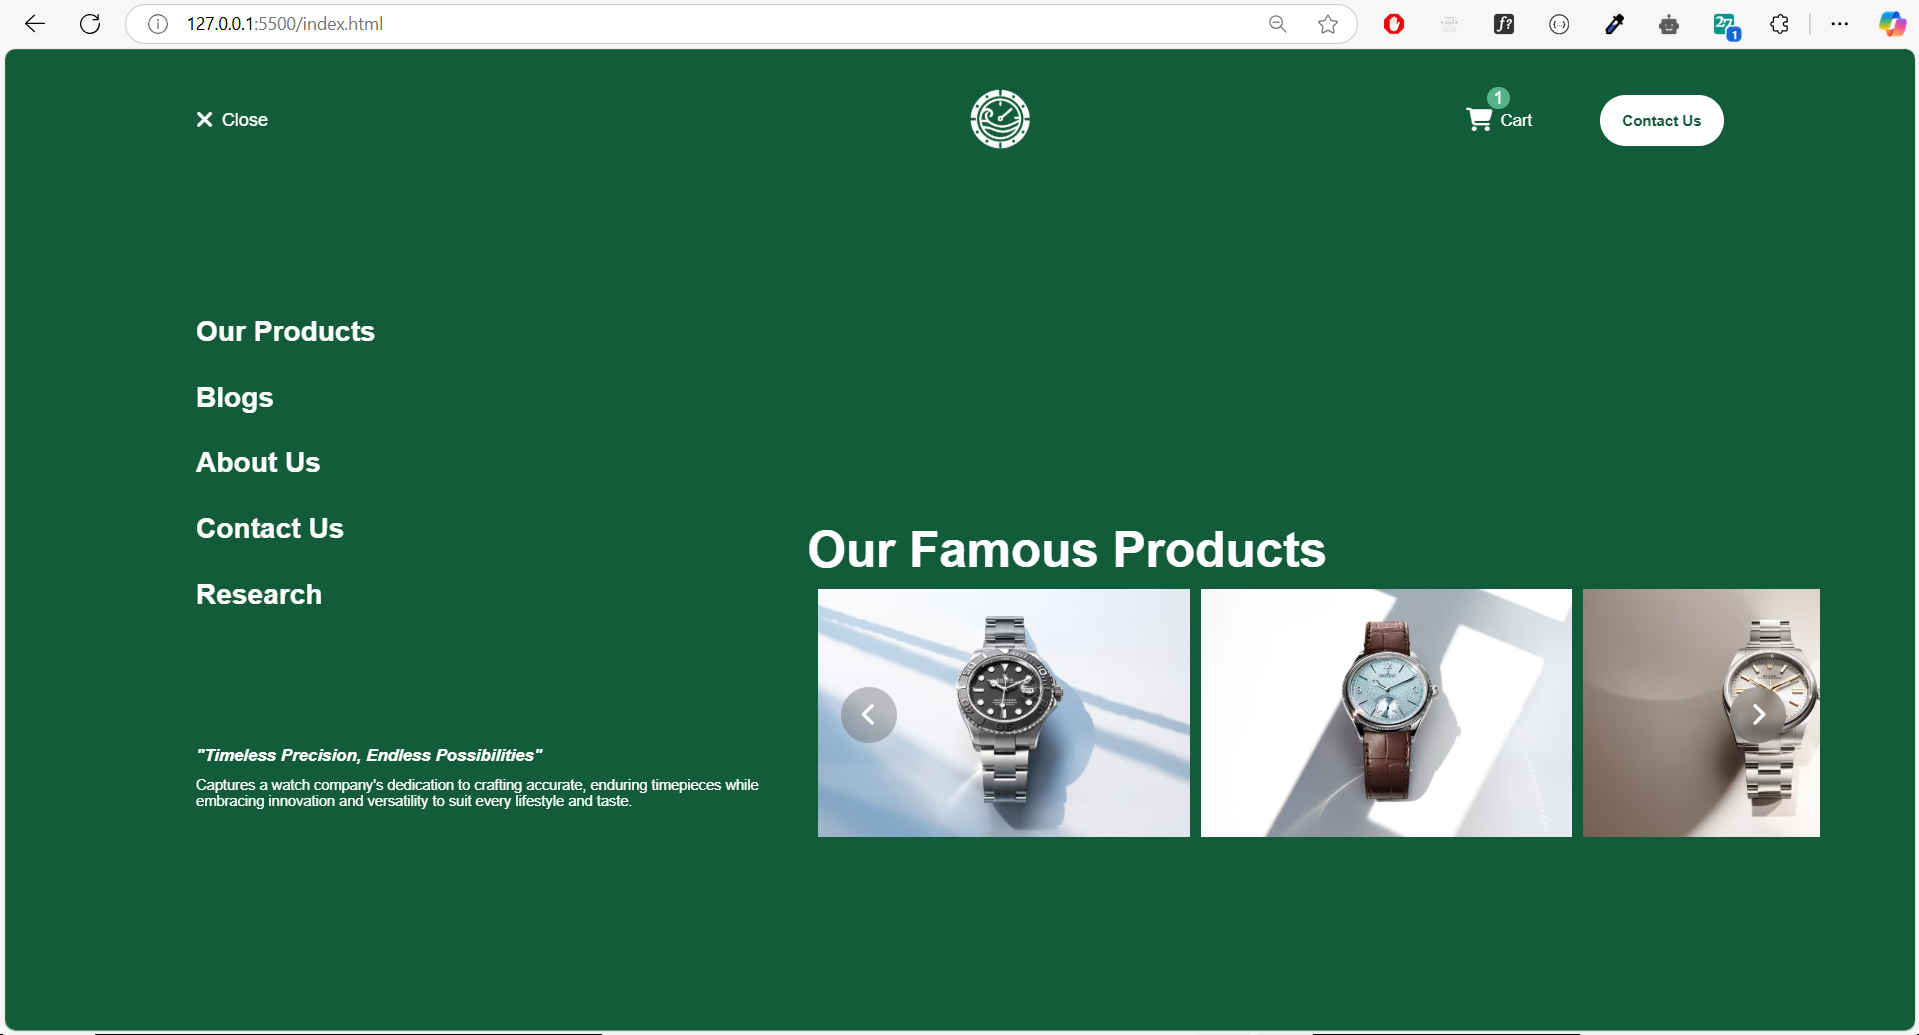 127.0.0.1:5500/index.html
1
Close
1
Cart
Contact Us
Our Products
Blogs
About Us
Contact Us
Research
Our Famous Products
"Timeless Precision, Endless Possibilities"
Captures a watch company's dedication to crafting accurate, enduring timepieces while
embracing innovation and versatility to suit every lifestyle and taste.